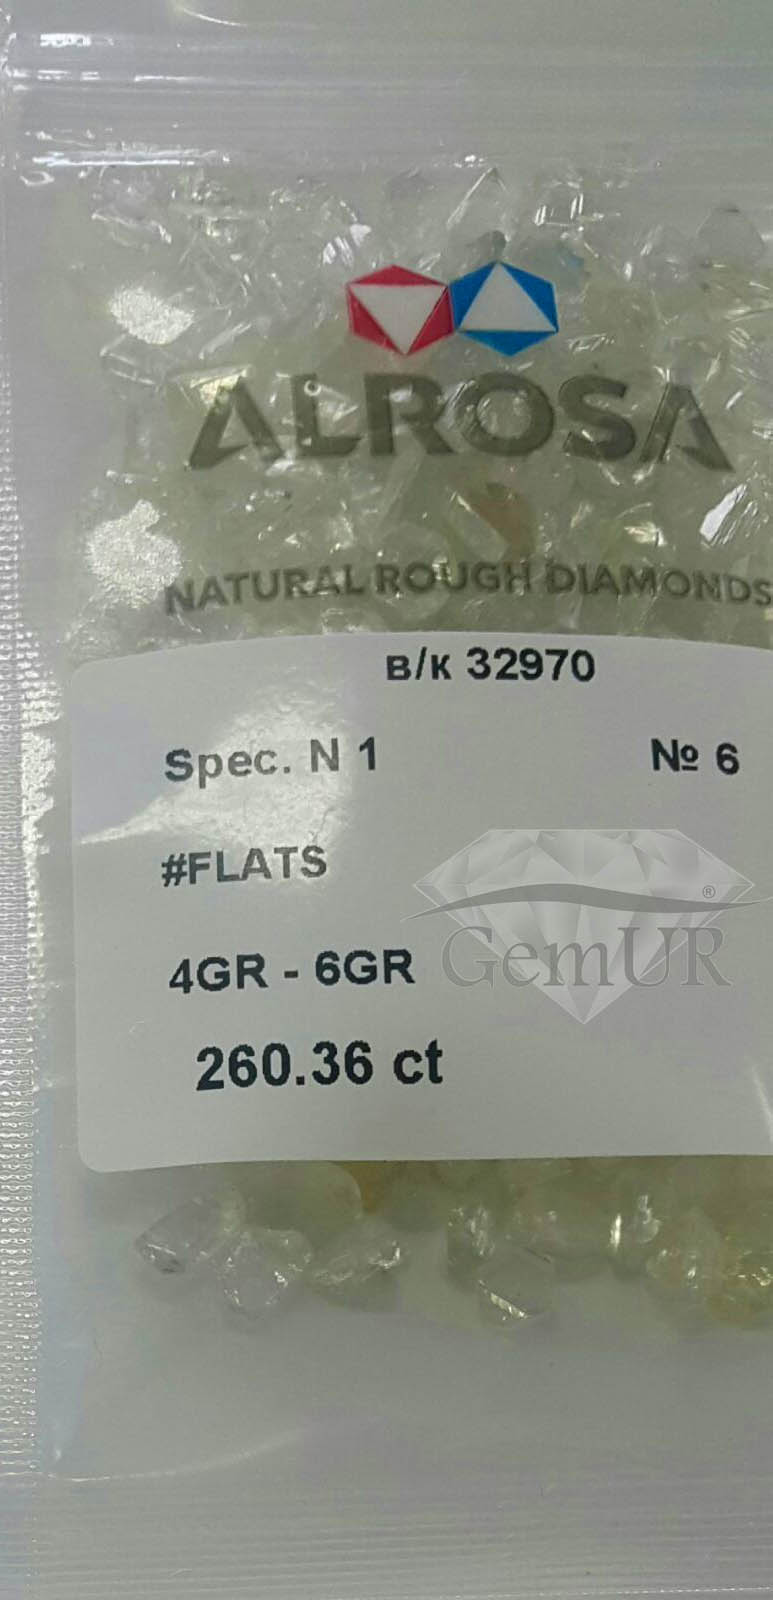 ALROSA
NATURAL ROUGH DIAMONDS
в/к 32970
Spec. N 1 № 6
#FLATS
4GR - 6GR
260.36 ct
GemUR ®